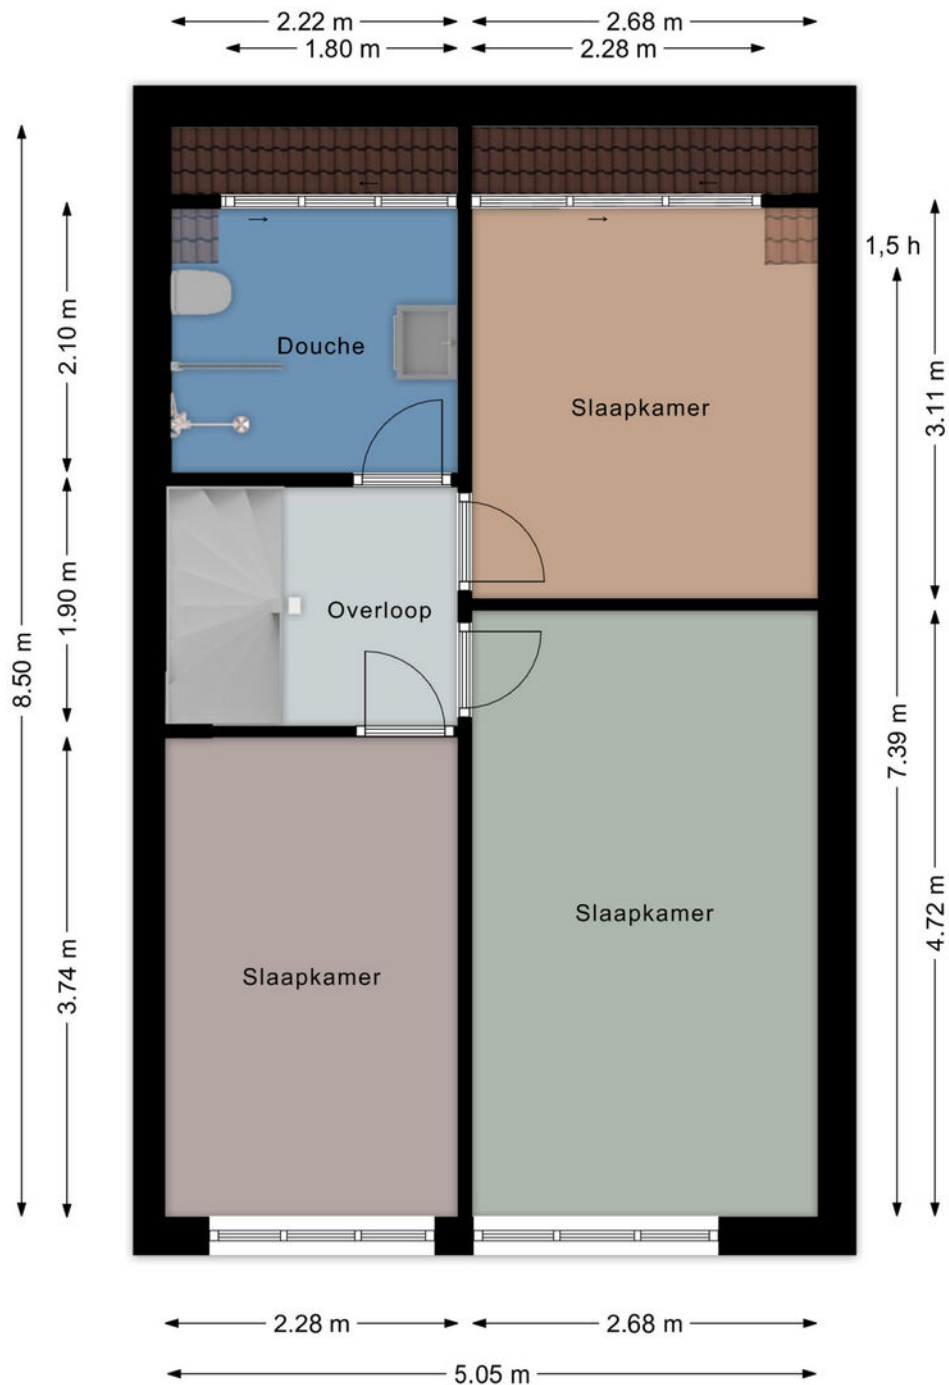 2.22 m
2.68 m
1.80 m
2.28 m
1,5 h
2.10 m
Douche
3.11 m
Slaapkamer
1.90 m
Overloop
8.50 m
7.39 m
Slaapkamer
4.72 m
3.74 m
Slaapkamer
2.28 m
2.68 m
5.05 m